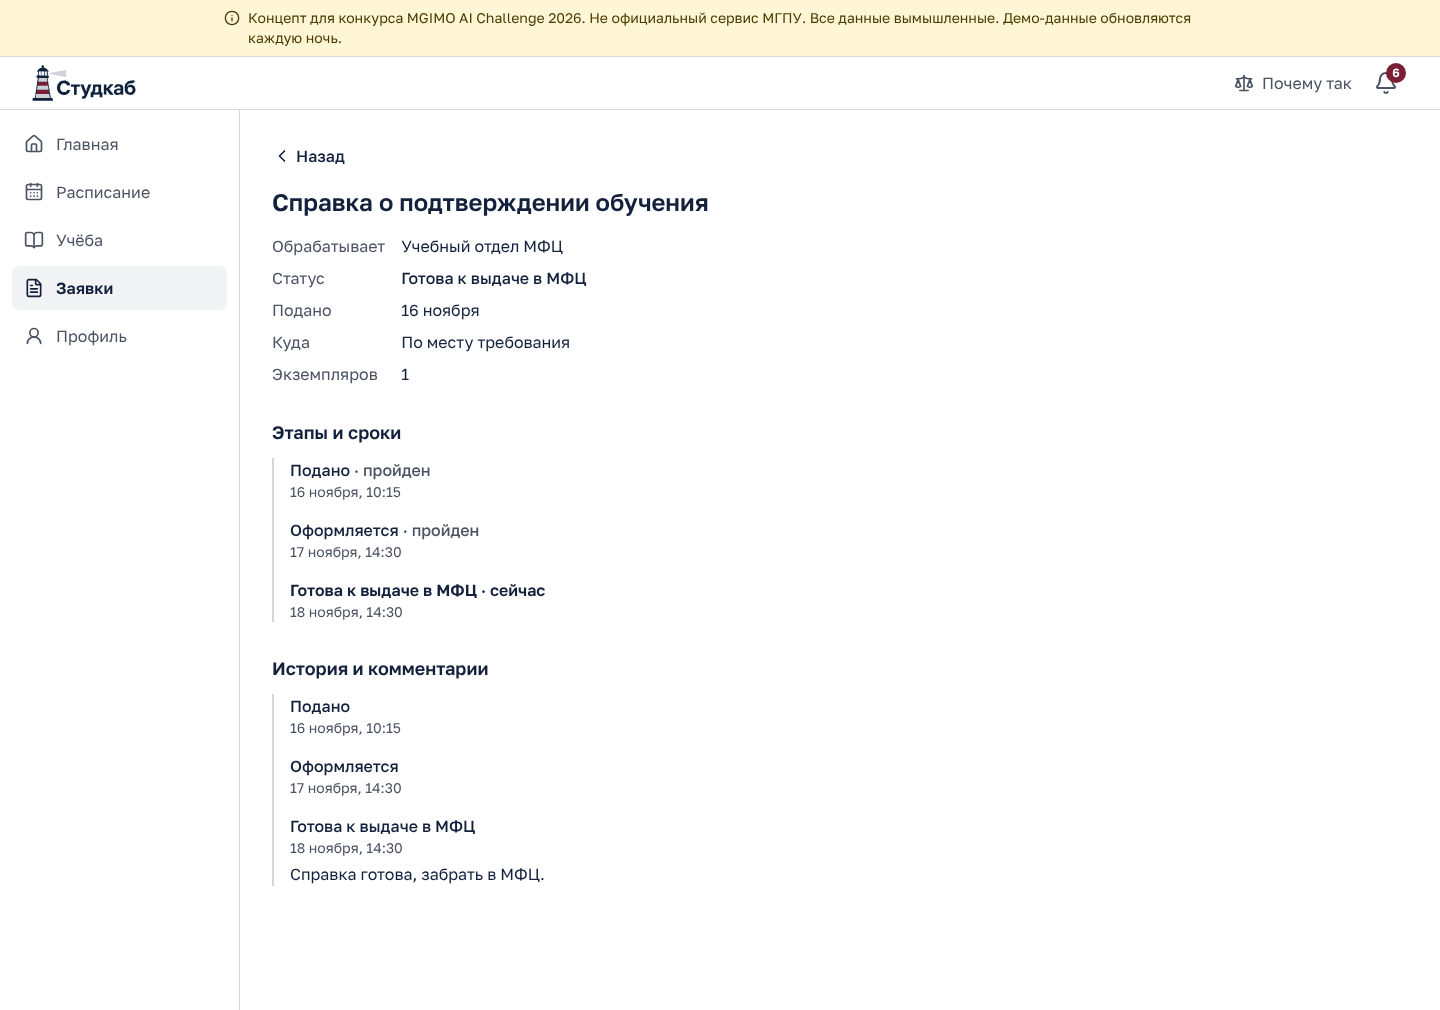 Концепт для конкурса MGIMO AI Challenge 2026. Не официальный сервис МГПУ. Все данные вымышленные. Демо-данные обновляются
каждую ночь.
Студкаб
Почему так
6
Главная
Расписание
Учёба
Заявки
Профиль
Назад
Справка о подтверждении обучения
Обрабатывает Учебный отдел МФЦ
Статус Готова к выдаче в МФЦ
Подано 16 ноября
Куда По месту требования
Экземпляров 1
Этапы и сроки
Подано · пройден
16 ноября, 10:15
Оформляется · пройден
17 ноября, 14:30
Готова к выдаче в МФЦ · сейчас
18 ноября, 14:30
История и комментарии
Подано
16 ноября, 10:15
Оформляется
17 ноября, 14:30
Готова к выдаче в МФЦ
18 ноября, 14:30
Справка готова, забрать в МФЦ.